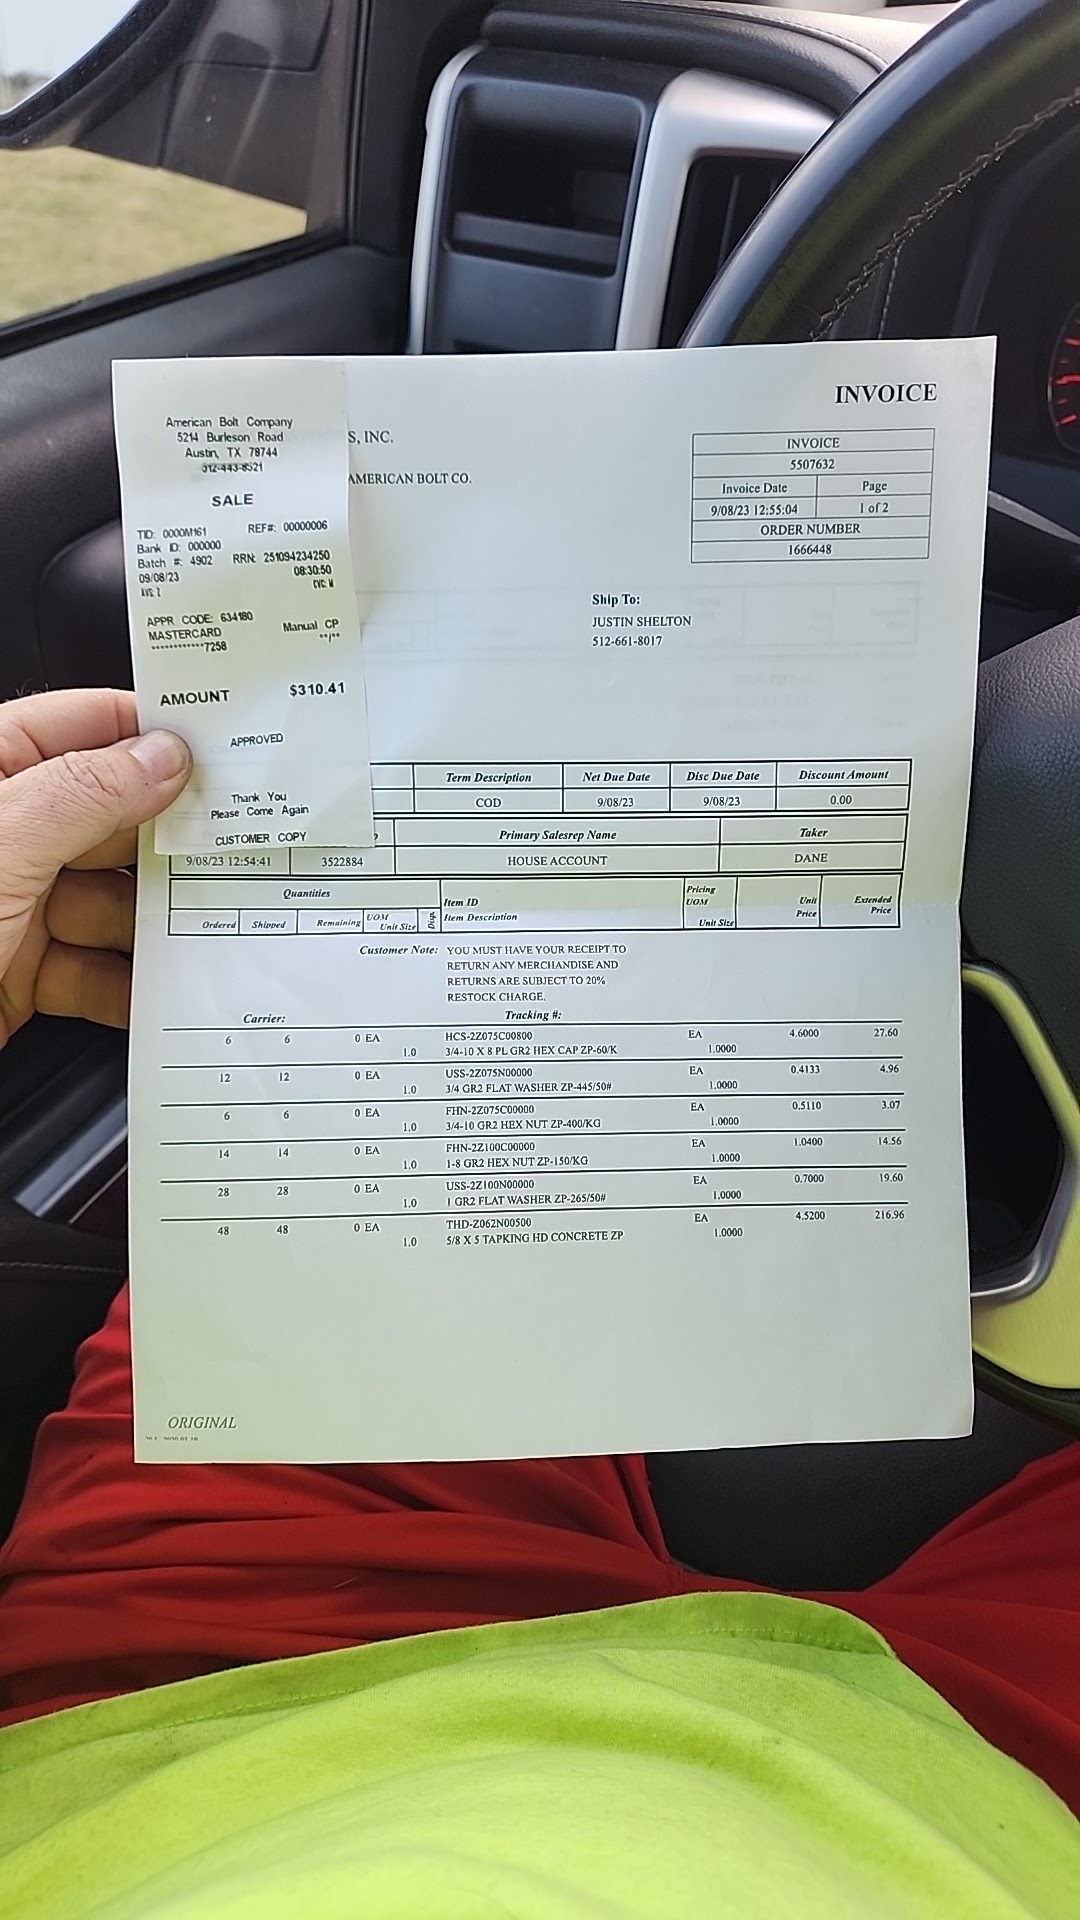 American Bolt Company
5214 Burleson Road
Austin, TX 78744
512-443-8521
SALE
TID: 0000M161 REF#: 00000006
Bank ID: 000000
Batch #: 4902 RRN: 251094234250
09/08/23 08:30:50
AVS: Z CVC: M
APPR CODE: 634180
MASTERCARD Manual CP
************7258 **/**
AMOUNT $310.41
APPROVED
Thank You
Please Come Again
CUSTOMER COPY
INVOICE
S, INC.
AMERICAN BOLT CO.
INVOICE
5507632
Invoice Date Page
9/08/23 12:55:04 1 of 2
ORDER NUMBER
1666448
Ship To:
JUSTIN SHELTON
512-661-8017
Term Description Net Due Date Disc Due Date Discount Amount
COD 9/08/23 9/08/23 0.00
Primary Salesrep Name Taker
9/08/23 12:54:41 3522884 HOUSE ACCOUNT DANE
Quantities Item ID Pricing UOM Unit Price Extended Price
Ordered Shipped Remaining UOM Unit Size Disp. Item Description Unit Size
Customer Note: YOU MUST HAVE YOUR RECEIPT TO
RETURN ANY MERCHANDISE AND
RETURNS ARE SUBJECT TO 20%
RESTOCK CHARGE.
Carrier: Tracking #:
6 6 0 EA HCS-2Z075C00800 EA 4.6000 27.60
1.0 3/4-10 X 8 PL GR2 HEX CAP ZP-60/K 1.0000
12 12 0 EA USS-2Z075N00000 EA 0.4133 4.96
1.0 3/4 GR2 FLAT WASHER ZP-445/50# 1.0000
6 6 0 EA FHN-2Z075C00000 EA 0.5110 3.07
1.0 3/4-10 GR2 HEX NUT ZP-400/KG 1.0000
14 14 0 EA FHN-2Z100C00000 EA 1.0400 14.56
1.0 1-8 GR2 HEX NUT ZP-150/KG 1.0000
28 28 0 EA USS-2Z100N00000 EA 0.7000 19.60
1.0 1 GR2 FLAT WASHER ZP-265/50# 1.0000
48 48 0 EA THD-Z062N00500 EA 4.5200 216.96
1.0 5/8 X 5 TAPKING HD CONCRETE ZP 1.0000
ORIGINAL